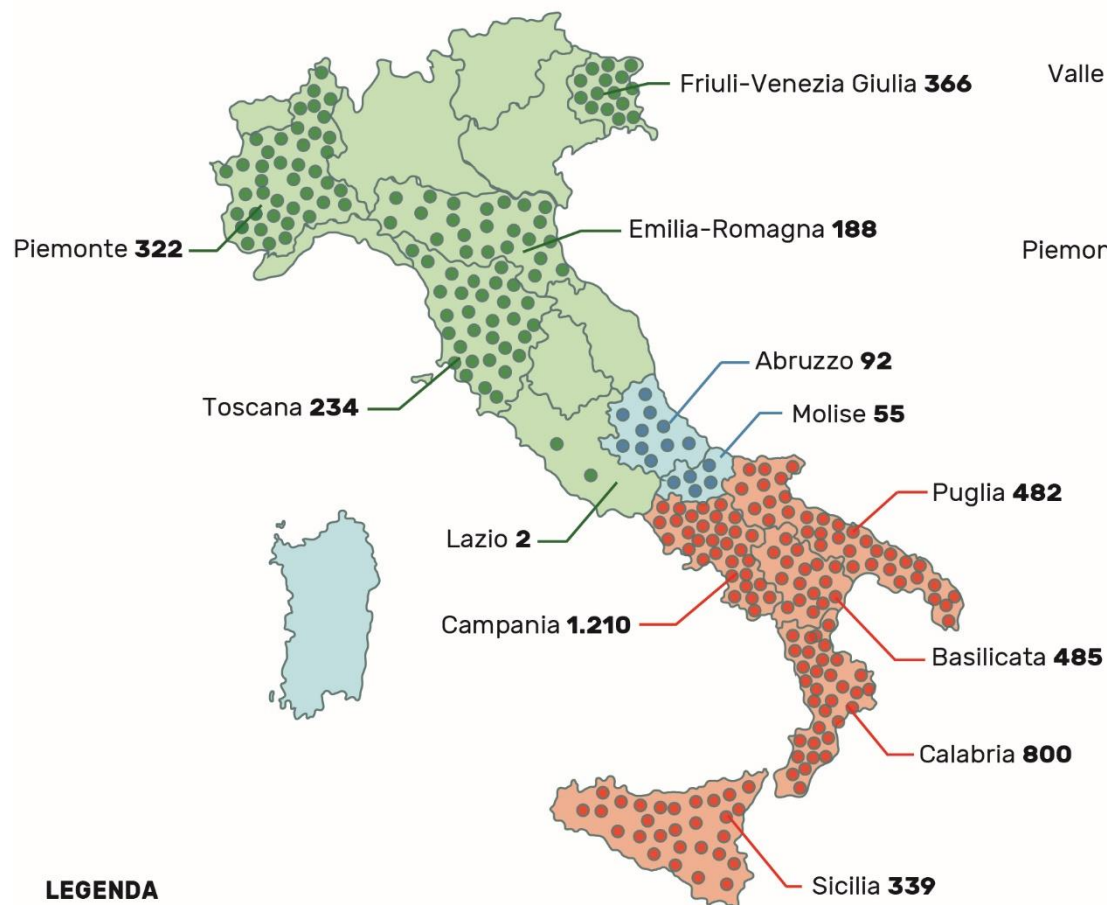 Friuli-Venezia Giulia 366
Valle
Emilia-Romagna 188
Piemonte 322
Piemon
Abruzzo 92
Toscana 234
Molise 55
Puglia 482
Lazio 2
Campania 1.210
Basilicata 485
Calabria 800
Sicilia 339
LEGENDA